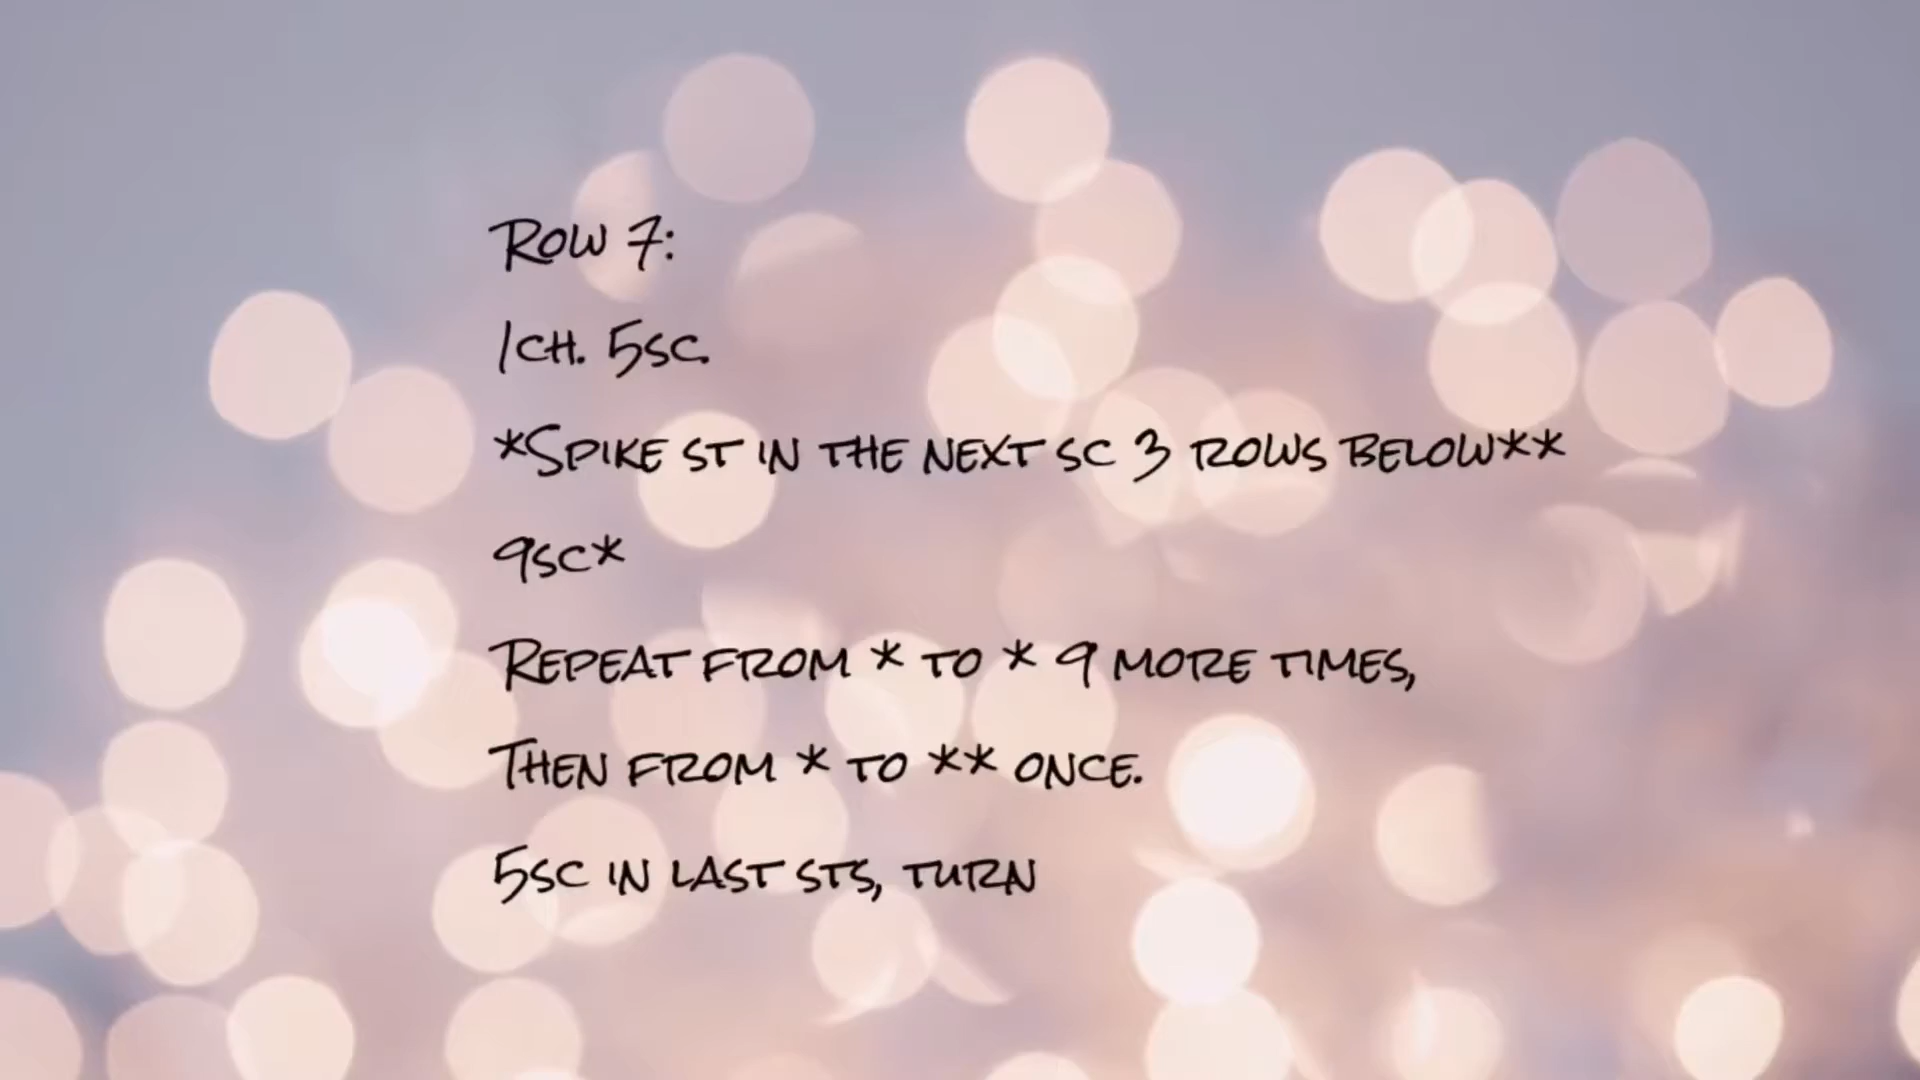 Row 7:
1ch. 5sc.
*Spike st in the next sc 3 rows below**
9sc*
Repeat from * to * 9 more times,
Then from * to ** once.
5sc in last sts, turn